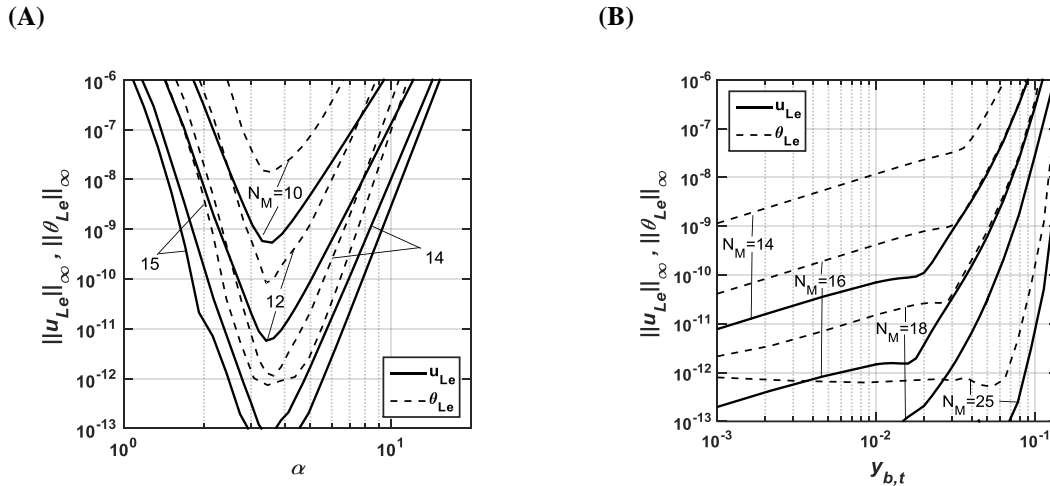 (A)
(B)
||u_Le||_∞ , ||θ_Le||_∞
10^-6
10^-7
10^-8
10^-9
10^-10
10^-11
10^-12
10^-13
N_M=10
15
14
12
u_Le
θ_Le
10^0
10^1
α
||u_Le||_∞ , ||θ_Le||_∞
10^-6
10^-7
10^-8
10^-9
10^-10
10^-11
10^-12
10^-13
u_Le
θ_Le
N_M=14
N_M=16
N_M=18
N_M=25
10^-3
10^-2
10^-1
y_b,t